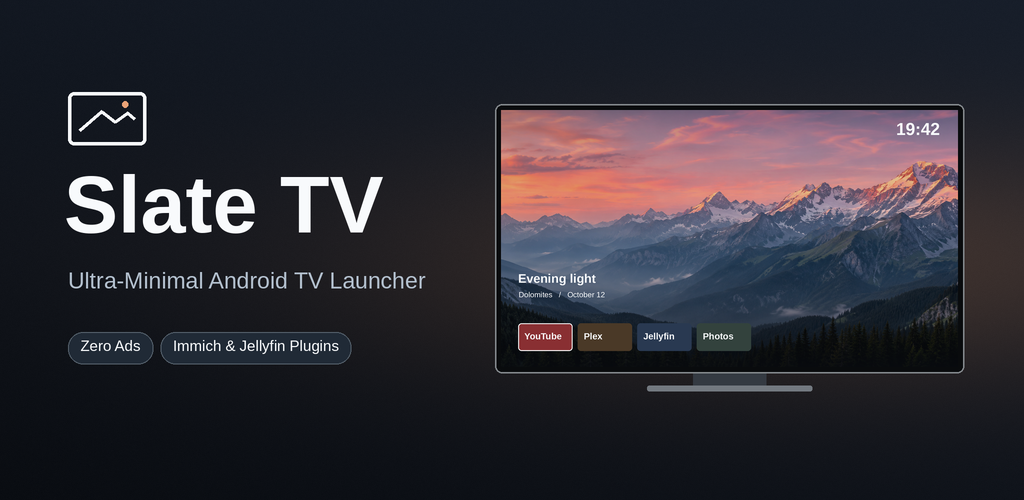 Slate TV
Ultra-Minimal Android TV Launcher
Zero Ads
Immich & Jellyfin Plugins
19:42
Evening light
Dolomites / October 12
YouTube
Plex
Jellyfin
Photos